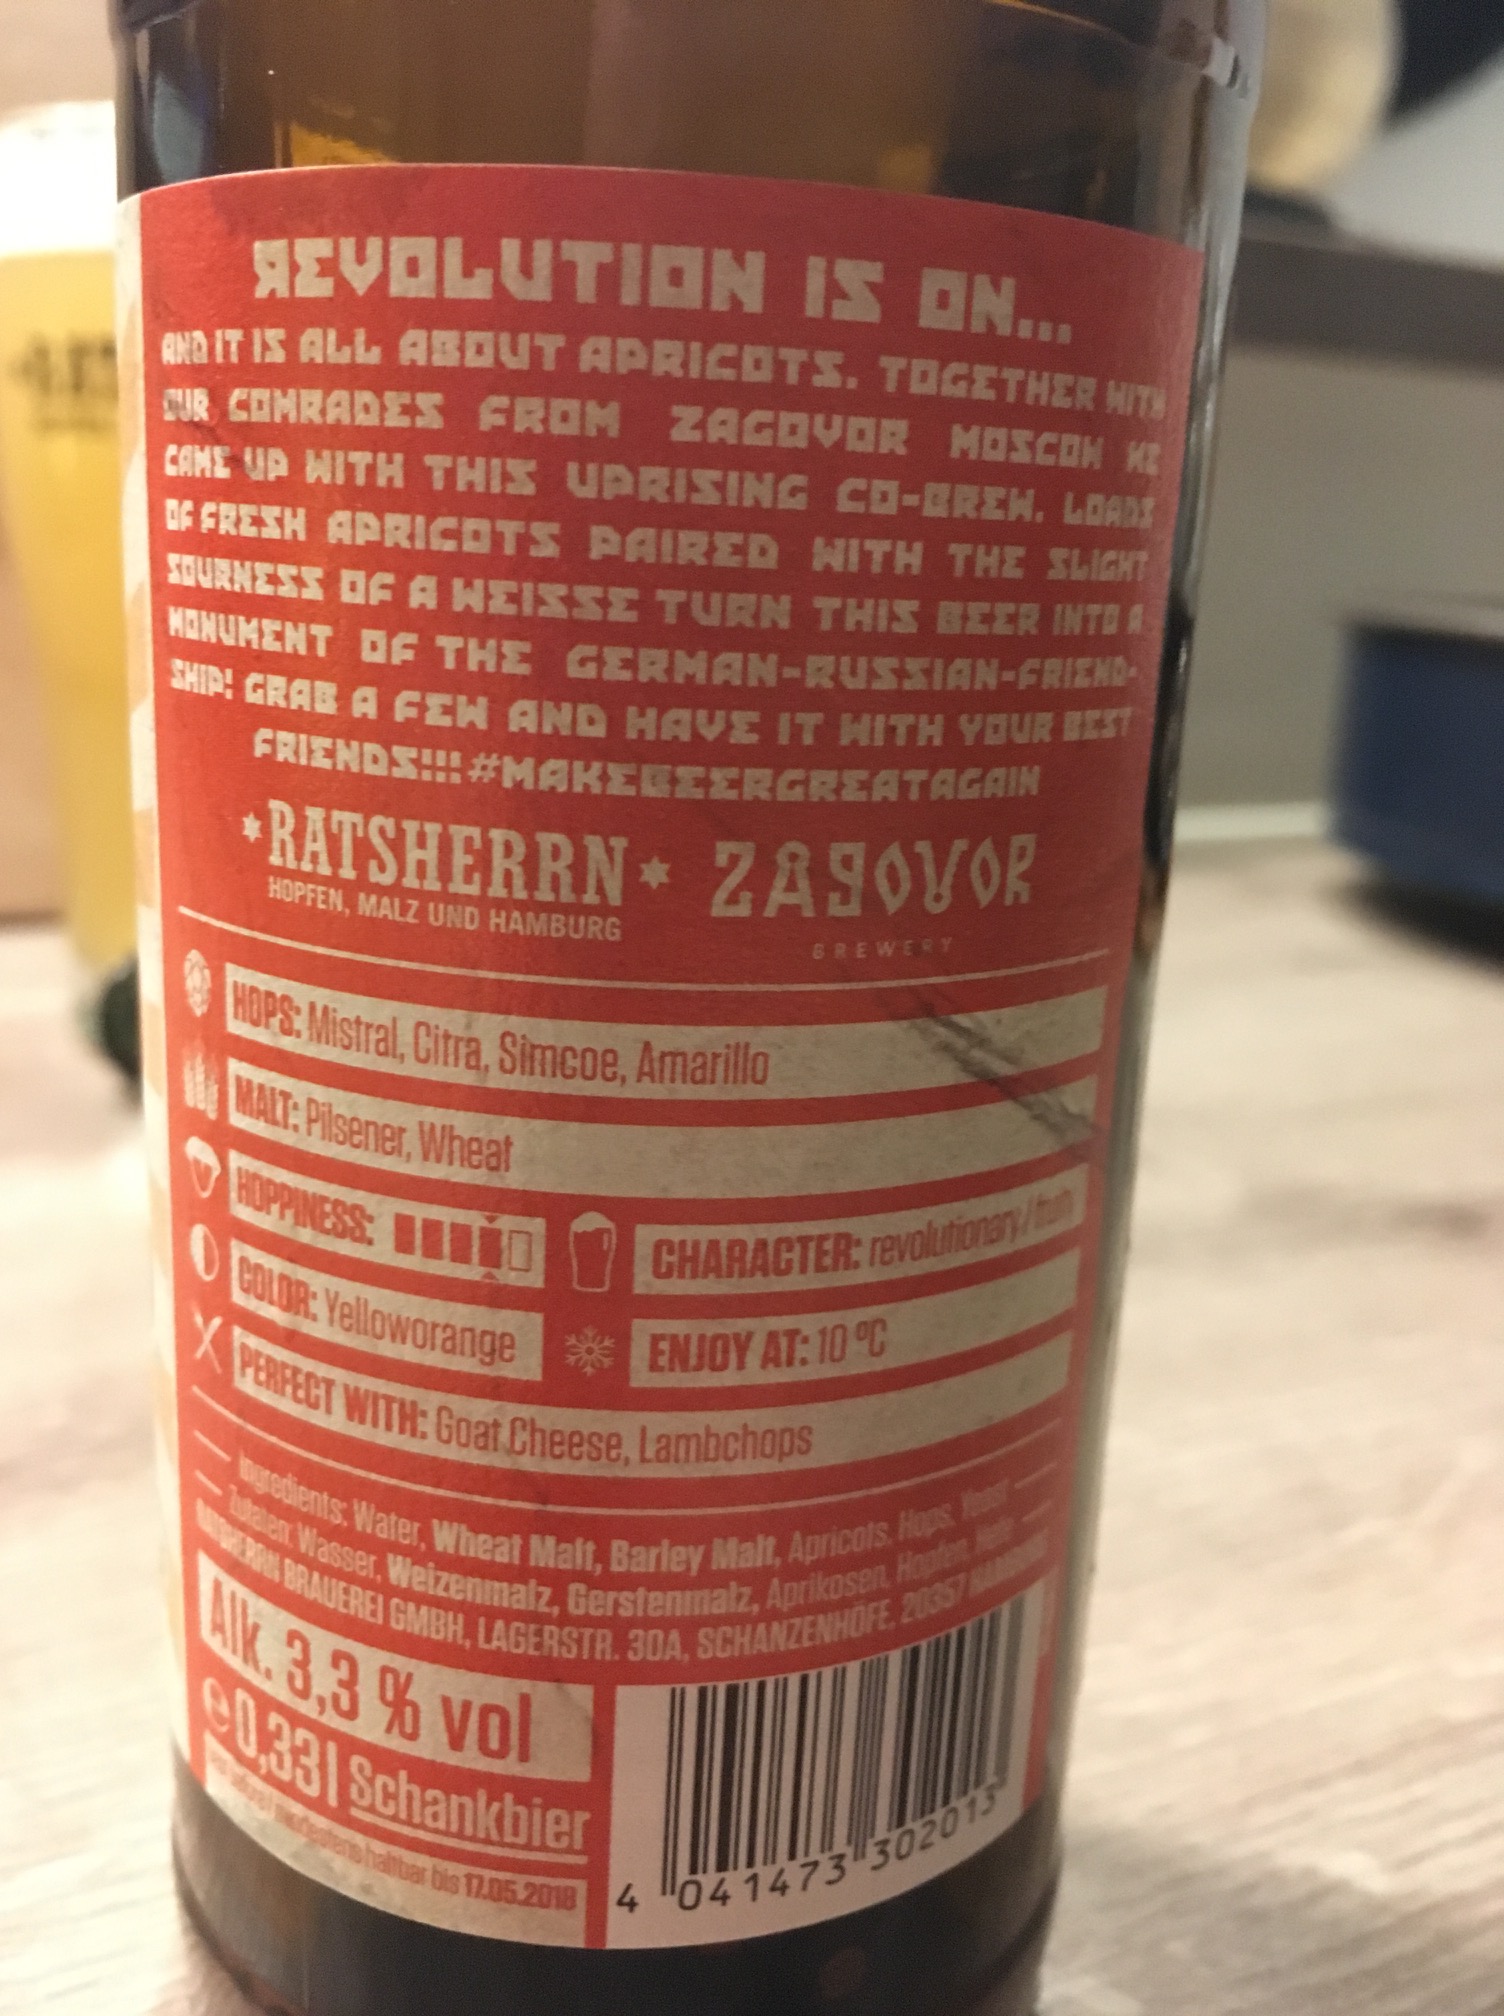 REVOLUTION IS ON...
AND IT IS ALL ABOUT APRICOTS. TOGETHER WITH
OUR COMRADES FROM ZAGOVOR MOSCOW WE
CAME UP WITH THIS UPRISING CO-BREW. LOADS
OF FRESH APRICOTS PAIRED WITH THE SLIGHT
SOURNESS OF A WEISSE TURN THIS BEER INTO A
MONUMENT OF THE GERMAN-RUSSIAN-FRIEND-
SHIP! GRAB A FEW AND HAVE IT WITH YOUR BEST
FRIENDS!!! #MAKEBEERGREATAGAIN
RATSHERRN ZAGOVOR
HOPFEN, MALZ UND HAMBURG
BREWERY
HOPS: Mistral, Citra, Simcoe, Amarillo
MALT: Pilsener, Wheat
HOPPINESS: CHARACTER: revolutionary / fruity
COLOR: Yelloworange ENJOY AT: 10 °C
PERFECT WITH: Goat Cheese, Lambchops
Ingredients: Water, Wheat Malt, Barley Malt, Apricots, Hops, Yeast
Zutaten: Wasser, Weizenmalz, Gerstenmalz, Aprikosen, Hopfen, Hefe
RATSHERRN BRAUEREI GMBH, LAGERSTR. 30A, SCHANZENHÖFE, 20357 HAMBURG
Alk. 3,3 % vol
e 0,33l Schankbier
Mindestens haltbar bis 17.05.2018
4 041473 302013